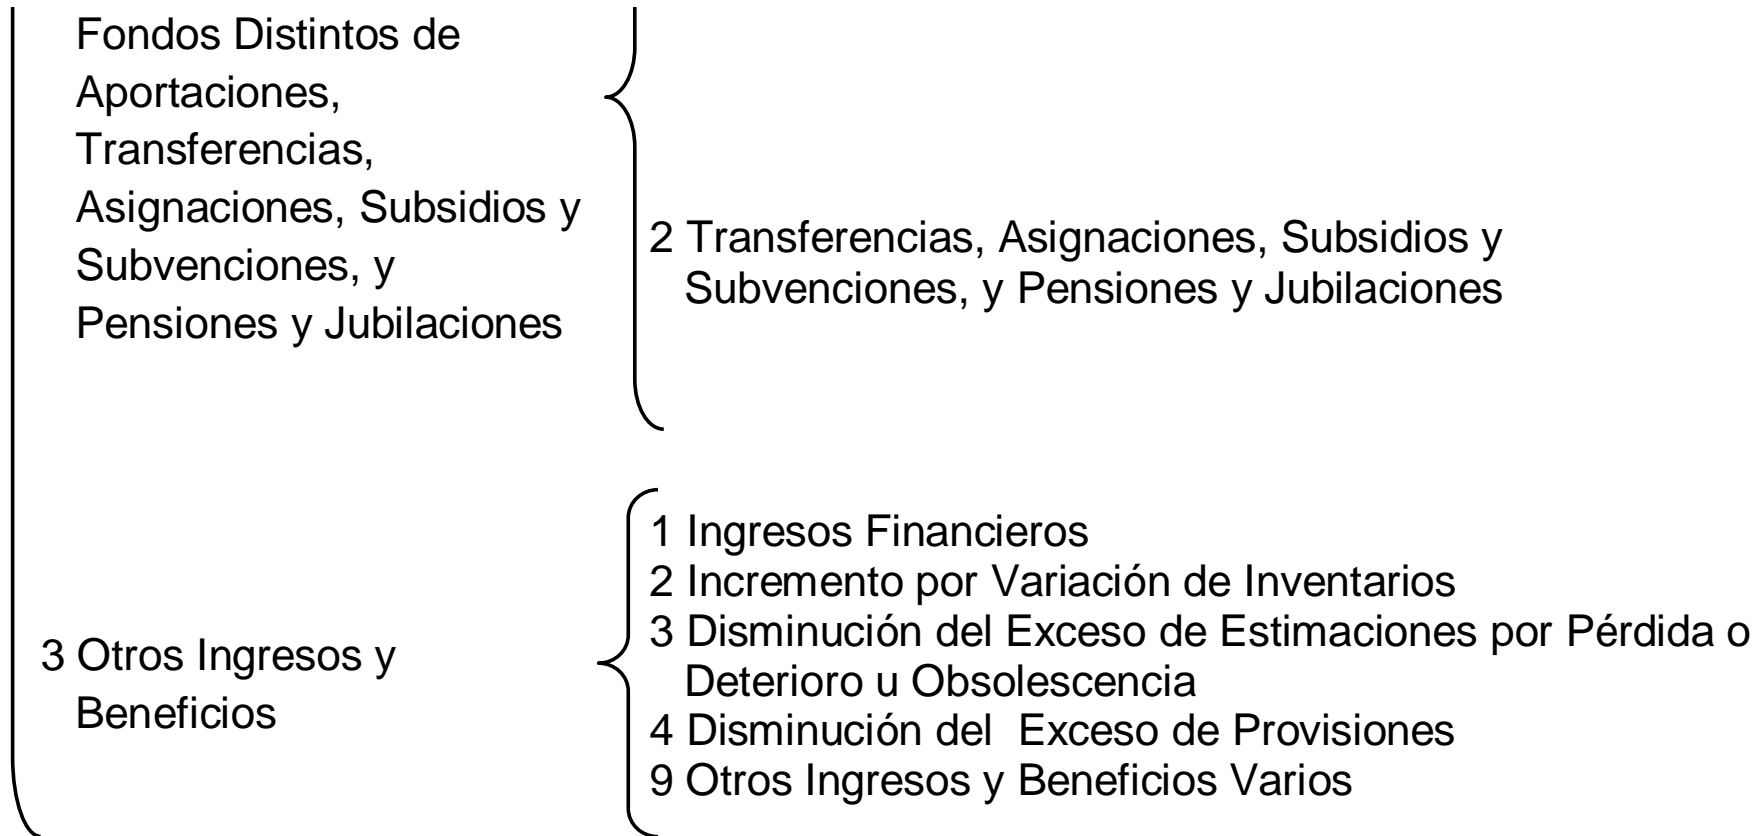 Fondos Distintos de
Aportaciones,
Transferencias,
Asignaciones, Subsidios y
Subvenciones, y
Pensiones y Jubilaciones
2 Transferencias, Asignaciones, Subsidios y
Subvenciones, y Pensiones y Jubilaciones
3 Otros Ingresos y
Beneficios
1 Ingresos Financieros
2 Incremento por Variación de Inventarios
3 Disminución del Exceso de Estimaciones por Pérdida o
Deterioro u Obsolescencia
4 Disminución del  Exceso de Provisiones
9 Otros Ingresos y Beneficios Varios